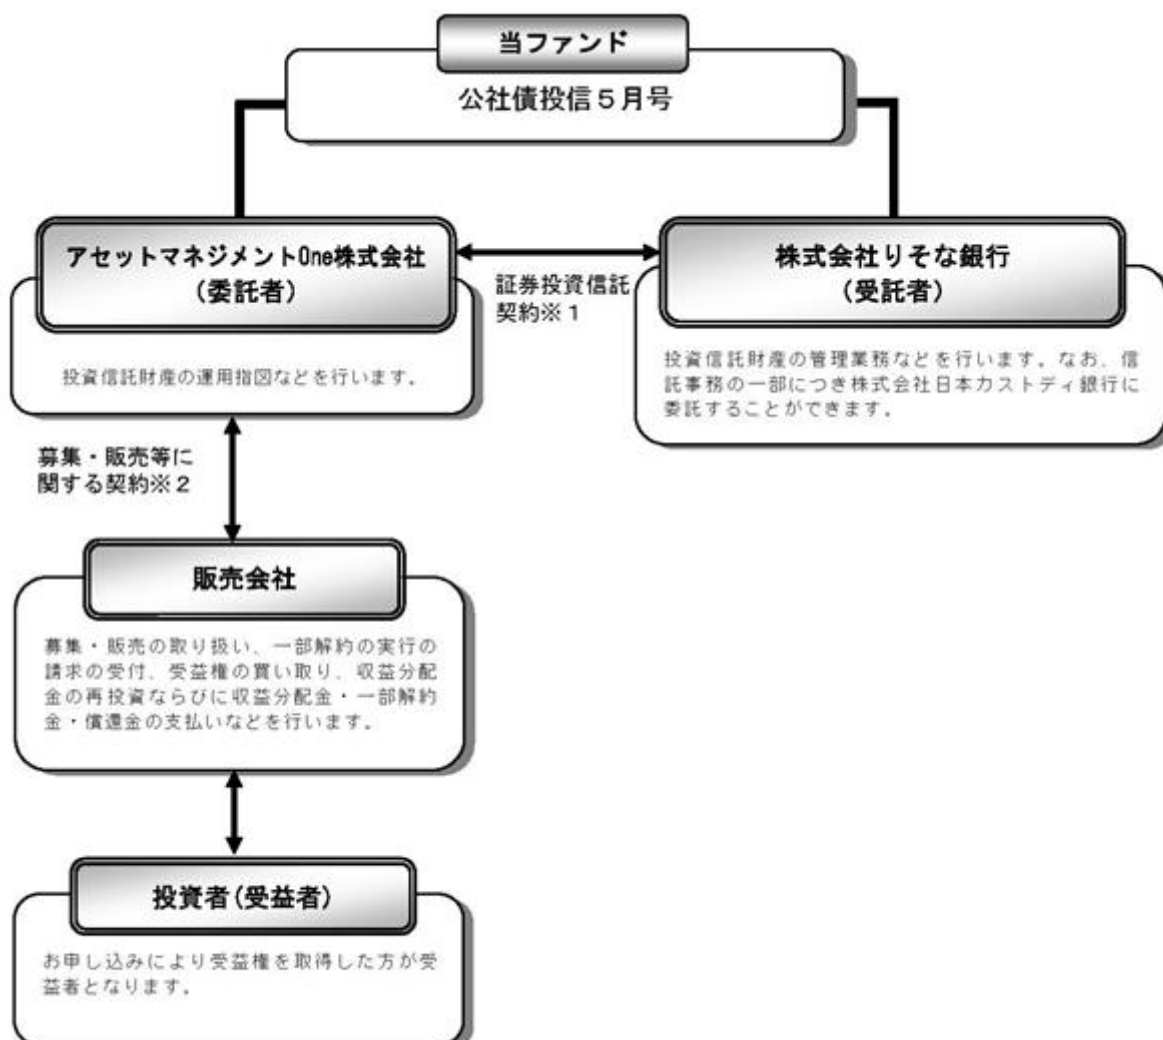 当ファンド
公社債投信５月号
アセットマネジメントOne株式会社
（委託者）
投資信託財産の運用指図などを行います。
証券投資信託
契約※１
株式会社りそな銀行
（受託者）
投資信託財産の管理業務などを行います。なお、信
託事務の一部につき株式会社日本カストディ銀行に
委託することができます。
募集・販売等に
関する契約※２
販売会社
募集・販売の取り扱い、一部解約の実行の
請求の受付、受益権の買い取り、収益分配
金の再投資ならびに収益分配金・一部解約
金・償還金の支払いなどを行います。
投資者(受益者)
お申し込みにより受益権を取得した方が受
益者となります。